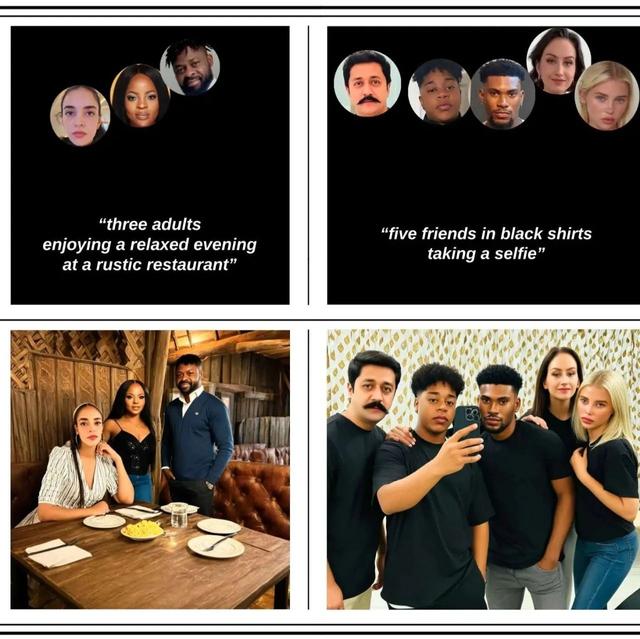 “three adults
enjoying a relaxed evening
at a rustic restaurant”
“five friends in black shirts
taking a selfie”